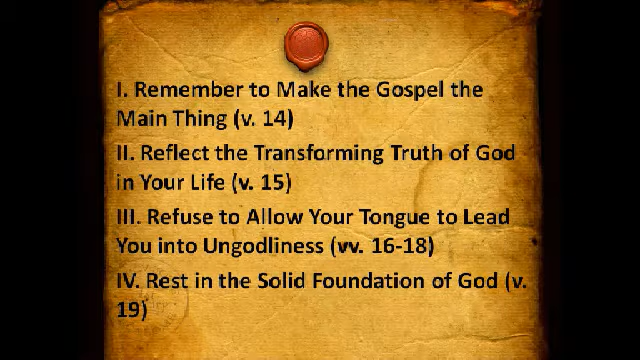 I. Remember to Make the Gospel the
Main Thing (v. 14)
II. Reflect the Transforming Truth of God
in Your Life (v. 15)
III. Refuse to Allow Your Tongue to Lead
You into Ungodliness (vv. 16-18)
IV. Rest in the Solid Foundation of God (v.
19)